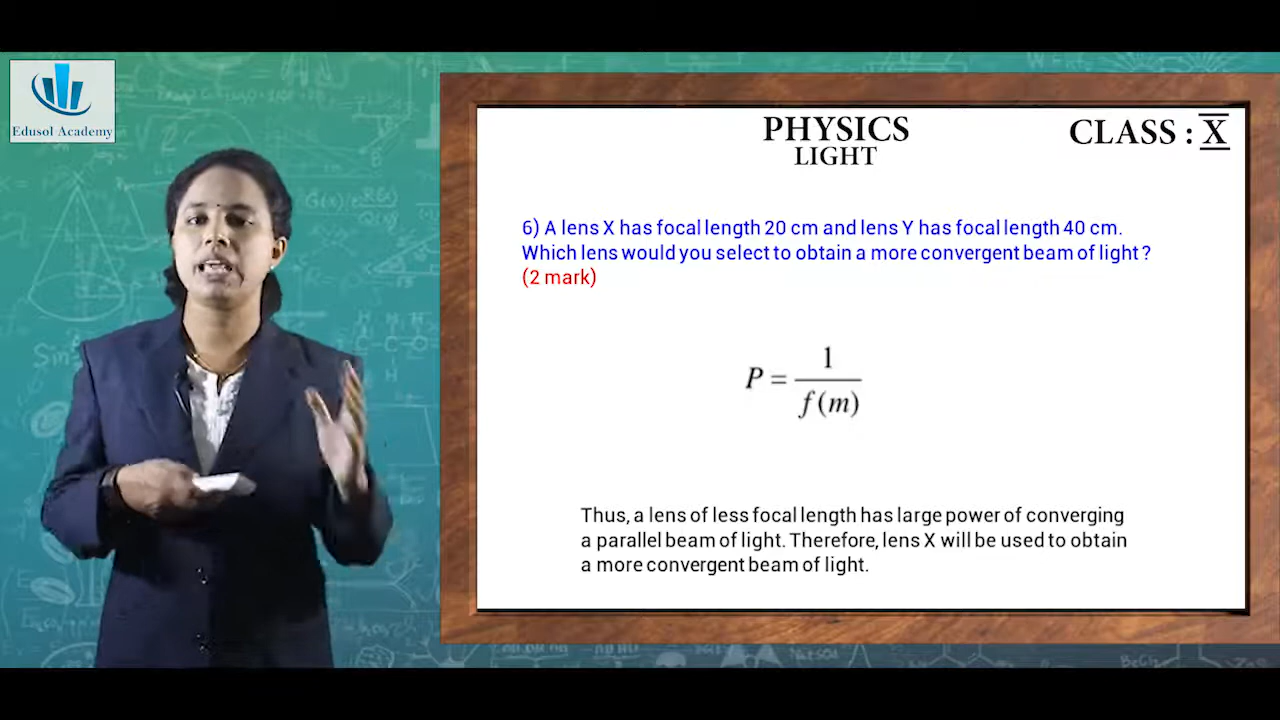 Edusol Academy
PHYSICS
LIGHT
CLASS : X
6) A lens X has focal length 20 cm and lens Y has focal length 40 cm.
Which lens would you select to obtain a more convergent beam of light ?
(2 mark)
P = 1 / f(m)
Thus, a lens of less focal length has large power of converging
a parallel beam of light. Therefore, lens X will be used to obtain
a more convergent beam of light.